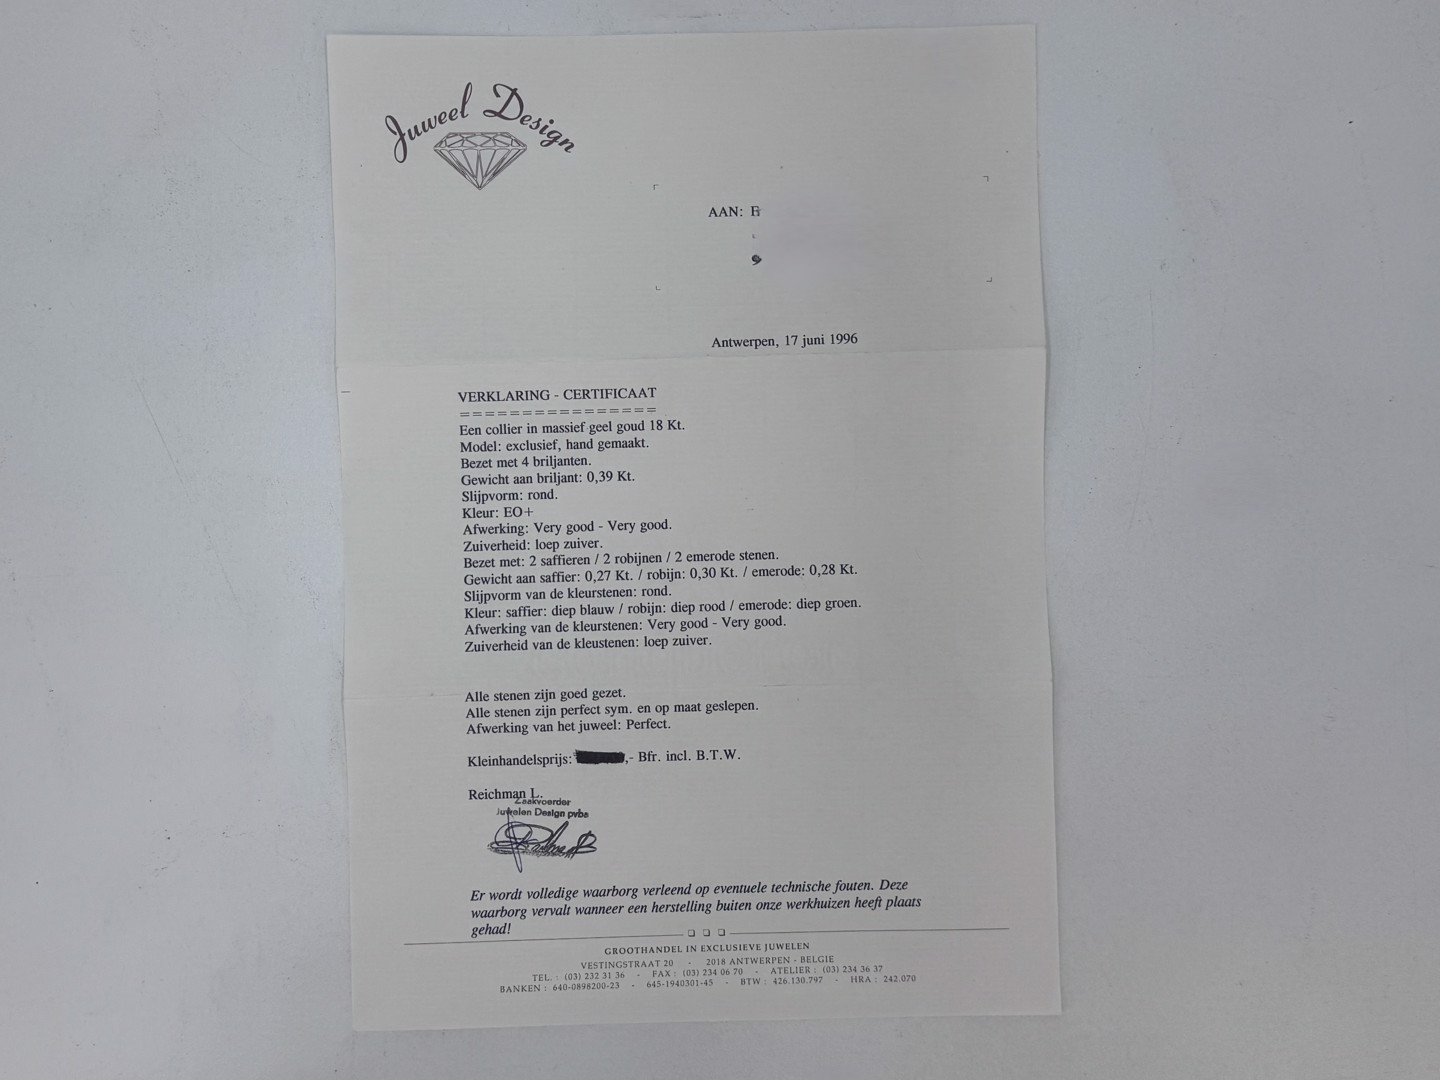 Juweel Design
AAN:
Antwerpen, 17 juni 1996
VERKLARING - CERTIFICAAT
================
Een collier in massief geel goud 18 Kt.
Model: exclusief, hand gemaakt.
Bezet met 4 briljanten.
Gewicht aan briljant: 0,39 Kt.
Slijpvorm: rond.
Kleur: EO+
Afwerking: Very good - Very good.
Zuiverheid: loep zuiver.
Bezet met: 2 saffieren / 2 robijnen / 2 emerode stenen.
Gewicht aan saffier: 0,27 Kt. / robijn: 0,30 Kt. / emerode: 0,28 Kt.
Slijpvorm van de kleurstenen: rond.
Kleur: saffier: diep blauw / robijn: diep rood / emerode: diep groen.
Afwerking van de kleurstenen: Very good - Very good.
Zuiverheid van de kleustenen: loep zuiver.
Alle stenen zijn goed gezet.
Alle stenen zijn perfect sym. en op maat geslepen.
Afwerking van het juweel: Perfect.
Kleinhandelsprijs: ,- Bfr. incl. B.T.W.
Reichman L.
Zaakvoerder
Juwelen Design pvba
Er wordt volledige waarborg verleend op eventuele technische fouten. Deze
waarborg vervalt wanneer een herstelling buiten onze werkhuizen heeft plaats
gehad!
GROOTHANDEL IN EXCLUSIEVE JUWELEN
VESTINGSTRAAT 20 - 2018 ANTWERPEN - BELGIE
TEL. : (03) 232 31 36 - FAX : (03) 234 06 70 - ATELIER : (03) 234 36 37
BANKEN : 640-0898200-23 - 645-1940301-45 - BTW : 426.130.797 - HRA : 242.070